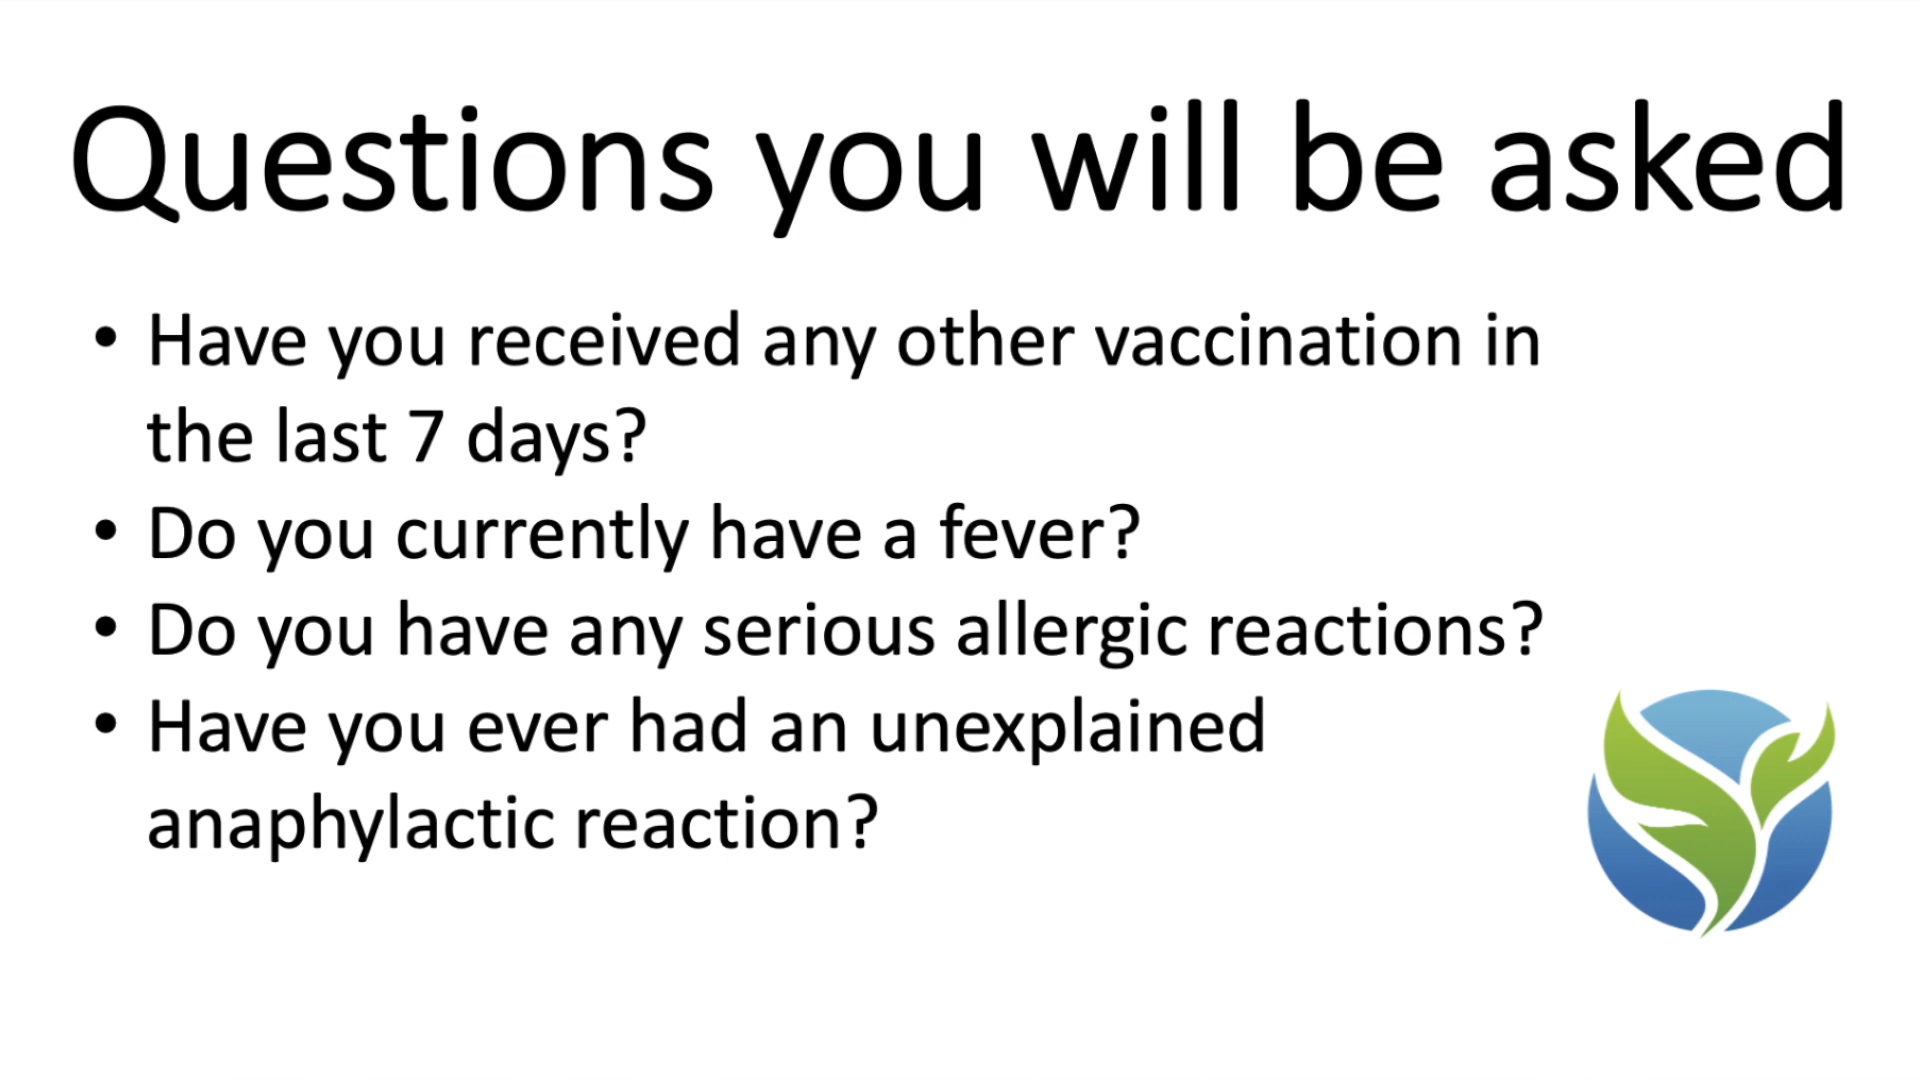 Questions you will be asked
• Have you received any other vaccination in
the last 7 days?
• Do you currently have a fever?
• Do you have any serious allergic reactions?
• Have you ever had an unexplained
anaphylactic reaction?